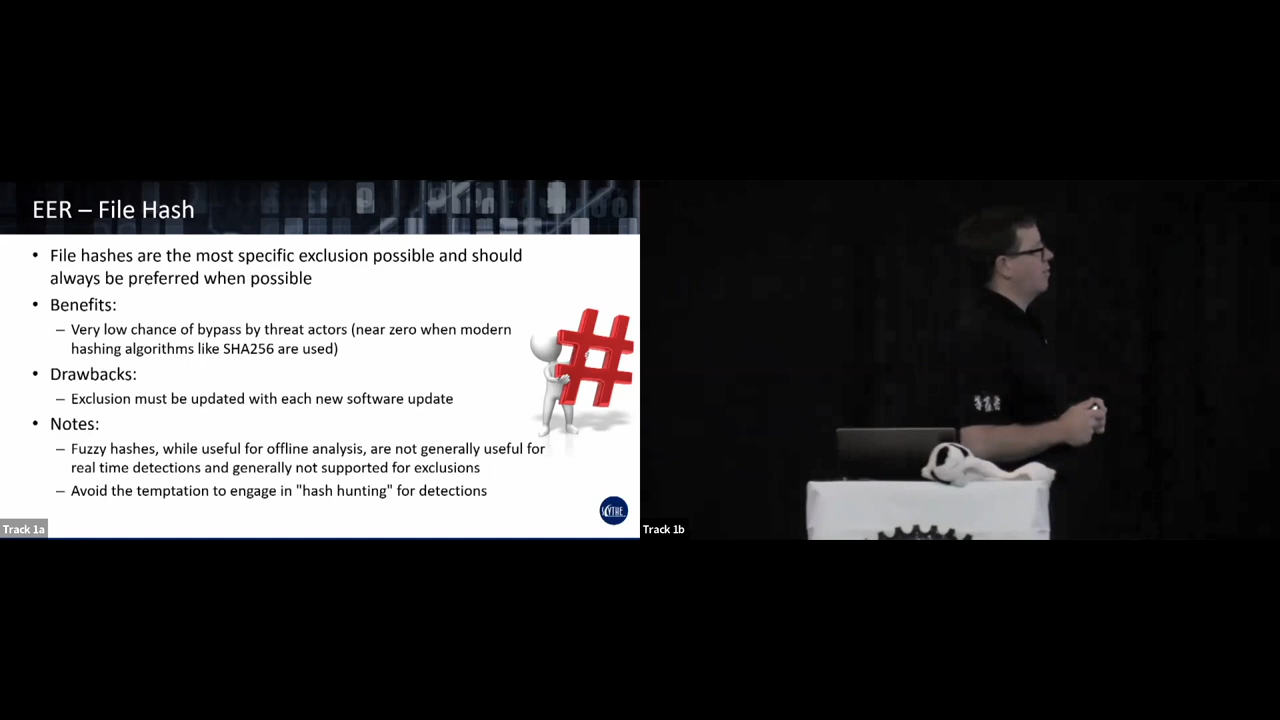 EER – File Hash
• File hashes are the most specific exclusion possible and should
always be preferred when possible
• Benefits:
– Very low chance of bypass by threat actors (near zero when modern
hashing algorithms like SHA256 are used)
• Drawbacks:
– Exclusion must be updated with each new software update
• Notes:
– Fuzzy hashes, while useful for offline analysis, are not generally useful for
real time detections and generally not supported for exclusions
– Avoid the temptation to engage in "hash hunting" for detections
SCYTHE
Track 1a
Track 1b